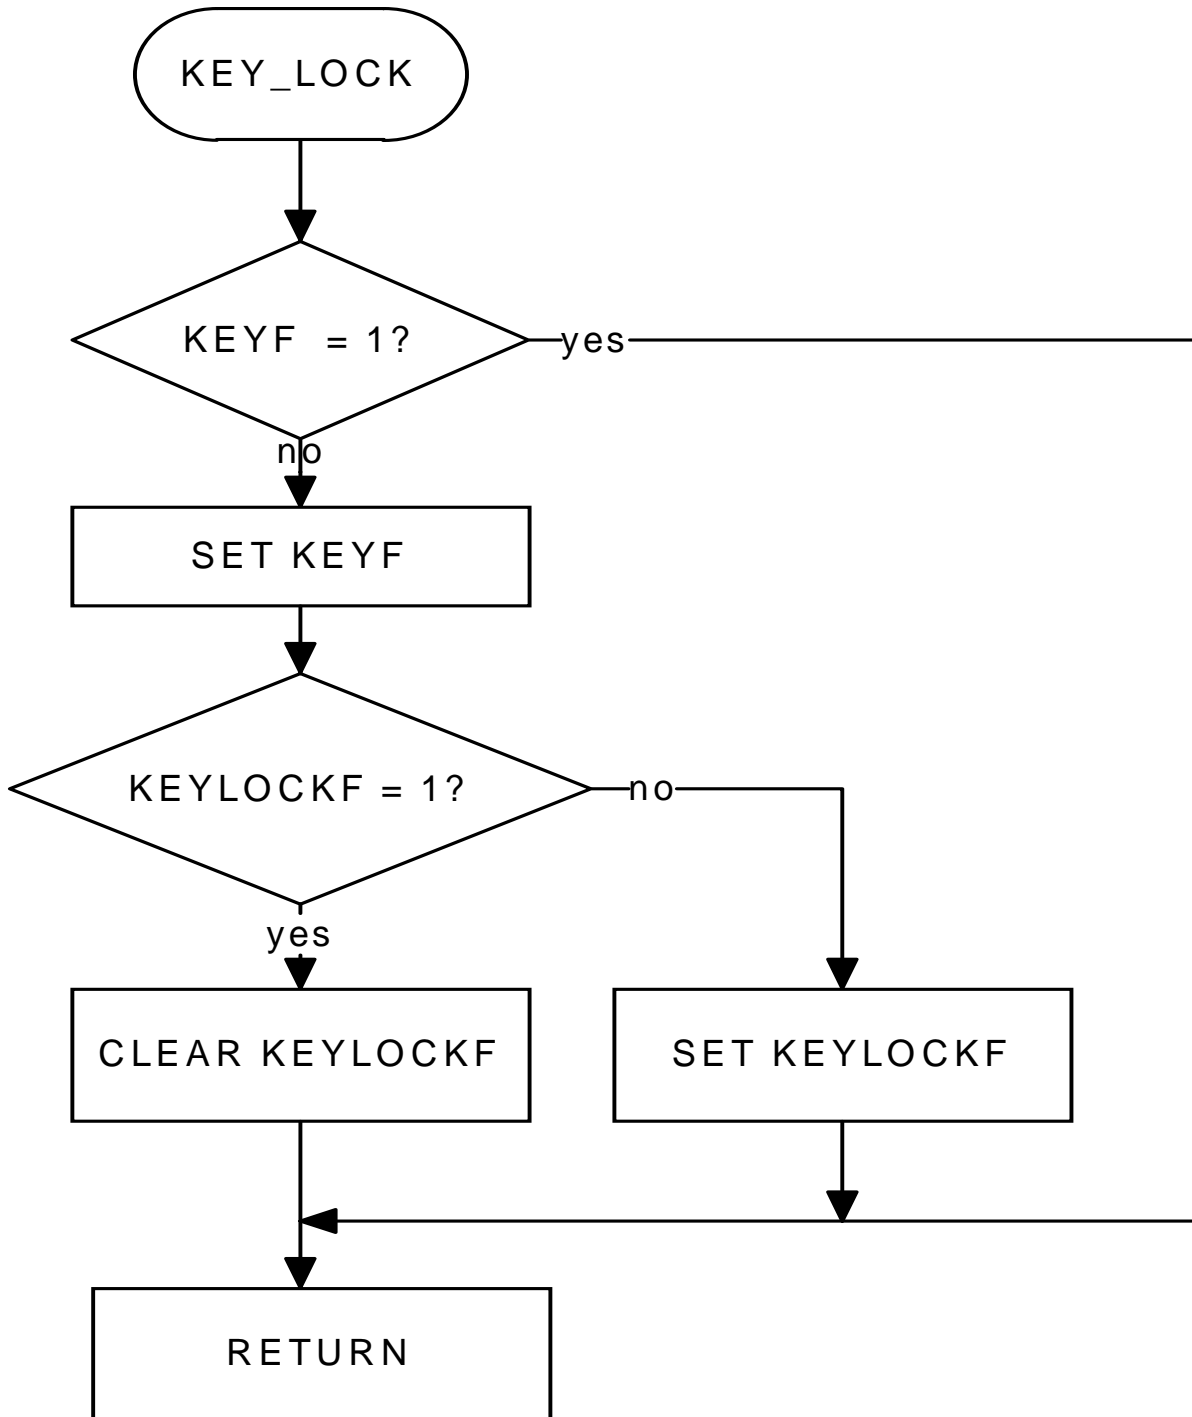 KEY_LOCK
KEYF = 1?
yes
no
SET KEYF
KEYLOCKF = 1?
no
yes
CLEAR KEYLOCKF
SET KEYLOCKF
RETURN